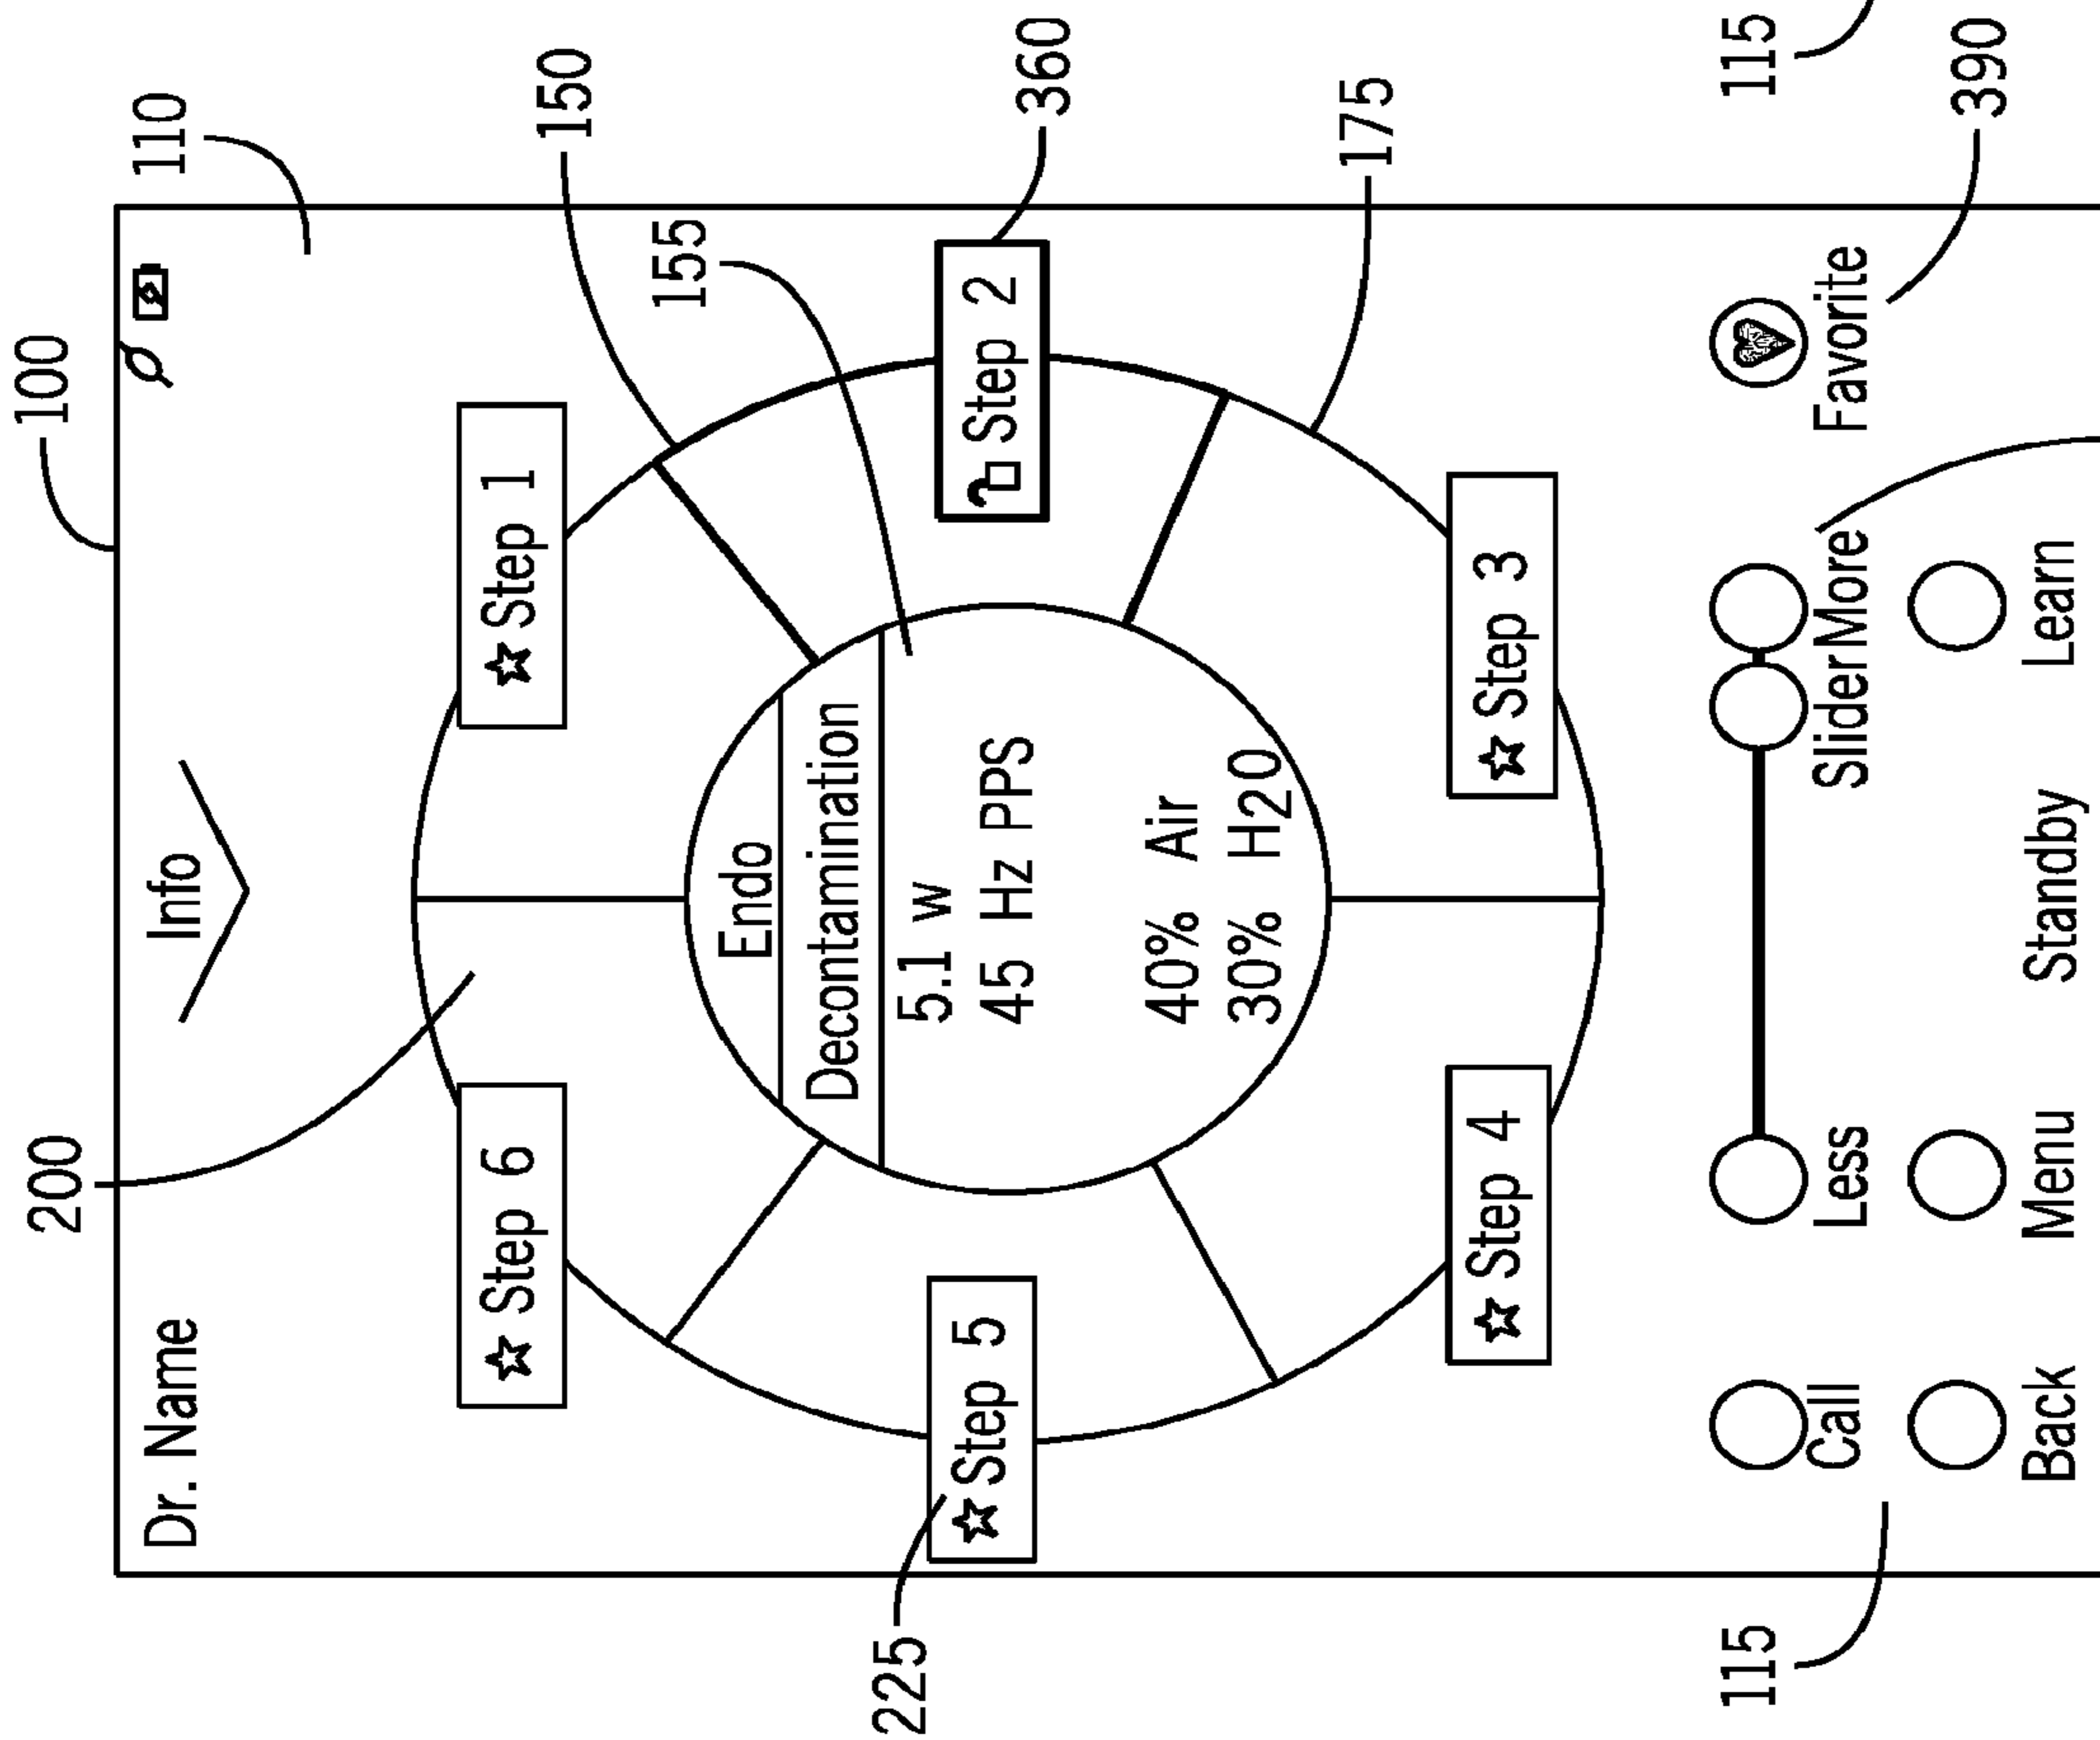 200 100
Dr. Name Info 110
Step 6 Step 1
150
155
Endo
Decontamination
225
5.1 w
Step 5
45 Hz PPS
Step 2
360
40% Air
30% H20
175
Step 4 Step 3
115 115
Call Less Slider More Favorite
390
Back Menu Standby Learn